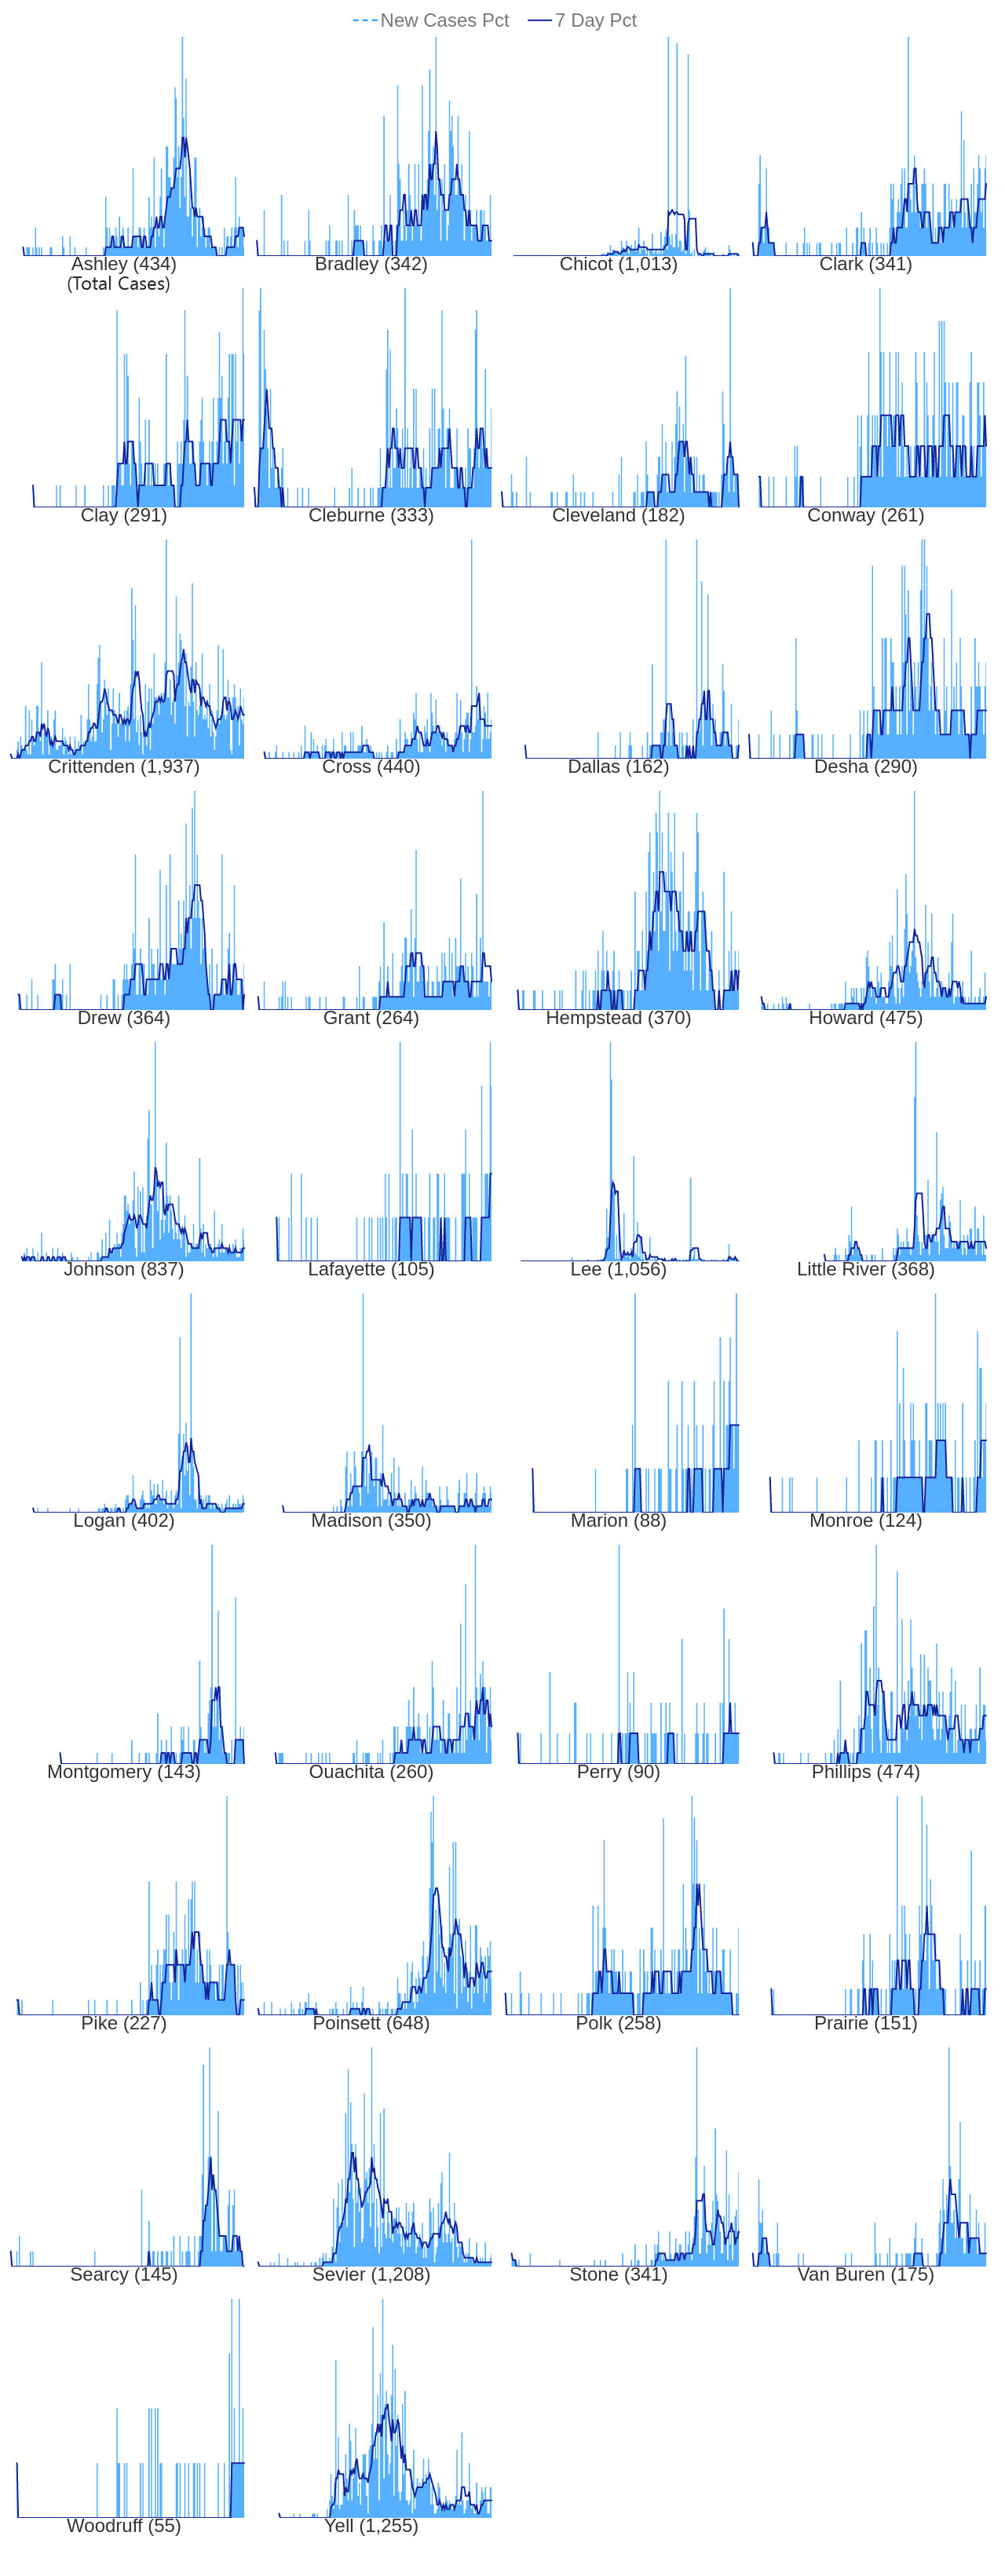 New Cases Pct 7 Day Pct
Ashley (434) Bradley (342) Chicot (1,013) Clark (341)
(Total Cases)
Clay (291) Cleburne (333) Cleveland (182) Conway (261)
Crittenden (1,937) Cross (440) Dallas (162) Desha (290)
Drew (364) Grant (264) Hempstead (370) Howard (475)
Johnson (837) Lafayette (105) Lee (1,056) Little River (368)
Logan (402) Madison (350) Marion (88) Monroe (124)
Montgomery (143) Ouachita (260) Perry (90) Phillips (474)
Pike (227) Poinsett (648) Polk (258) Prairie (151)
Searcy (145) Sevier (1,208) Stone (341) Van Buren (175)
Woodruff (55) Yell (1,255)